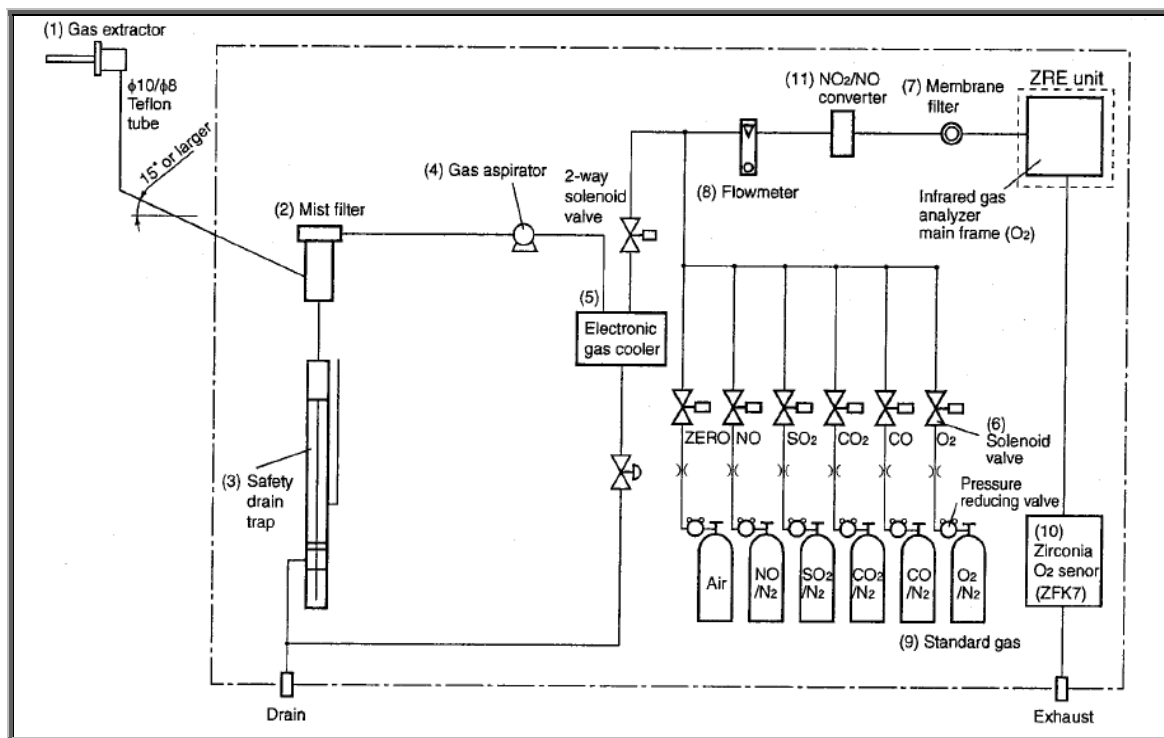 (1) Gas extractor
φ10/φ8
Teflon
tube
15° or larger
(2) Mist filter
(3) Safety
drain
trap
(4) Gas aspirator
2-way
solenoid
valve
(5)
Electronic
gas cooler
(11) NO₂/NO
converter
(7) Membrane
filter
ZRE unit
(8) Flowmeter
Infrared gas
analyzer
main frame (O₂)
ZERO
NO
SO₂
CO₂
CO
O₂
(6)
Solenoid
valve
Pressure
reducing valve
Air
NO
/N₂
SO₂
/N₂
CO₂
/N₂
CO
/N₂
O₂
/N₂
(9) Standard gas
(10)
Zirconia
O₂ senor
(ZFK7)
Drain
Exhaust